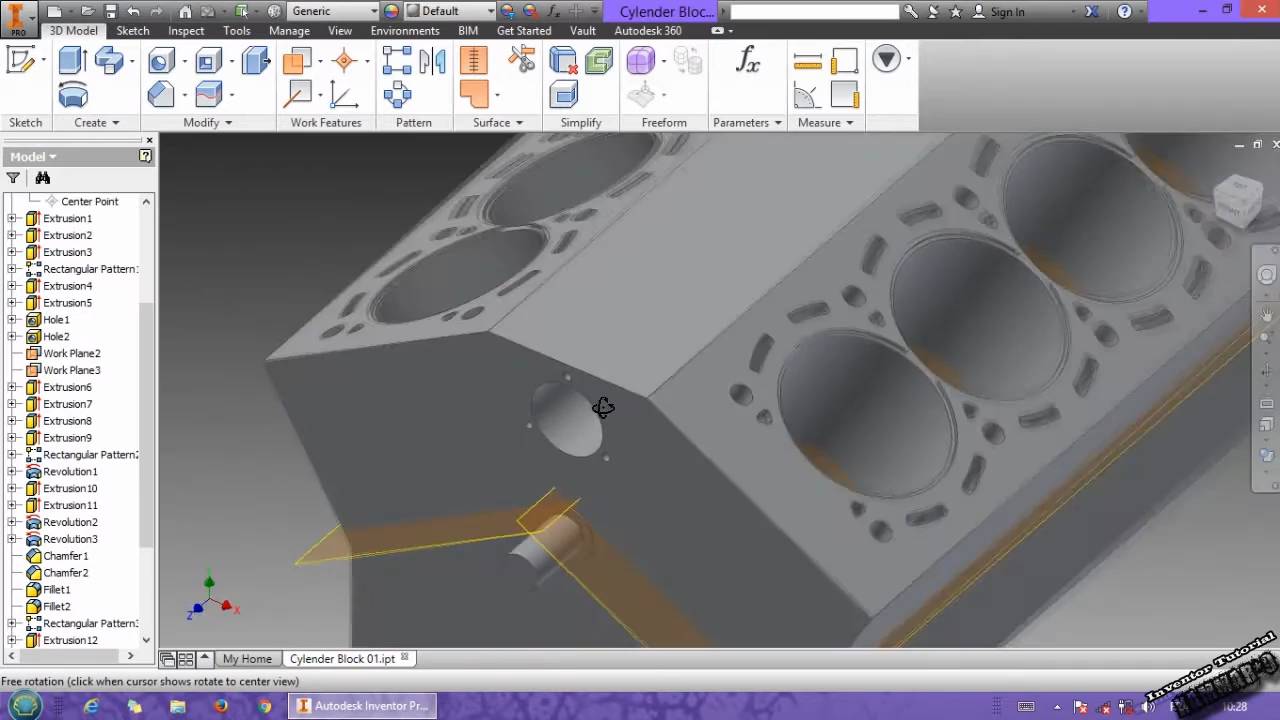 Generic
Default
Cylender Bloc...
Sign In
PRO
3D Model
Sketch
Inspect
Tools
Manage
View
Environments
BIM
Get Started
Vault
Autodesk 360
Sketch
Create
Modify
Work Features
Pattern
Surface
Simplify
Freeform
fx
Parameters
Measure
Model
Center Point
Extrusion1
Extrusion2
Extrusion3
Rectangular Pattern1
Extrusion4
Extrusion5
Hole1
Hole2
Work Plane2
Work Plane3
Extrusion6
Extrusion7
Extrusion8
Extrusion9
Rectangular Pattern2
Revolution1
Extrusion10
Extrusion11
Revolution2
Revolution3
Chamfer1
Chamfer2
Fillet1
Fillet2
Rectangular Pattern3
Extrusion12
Z
X
My Home
Cylender Block 01.ipt
Free rotation (click when cursor shows rotate to center view)
Inventor Tutorial
Autodesk Inventor Pr...
10:28